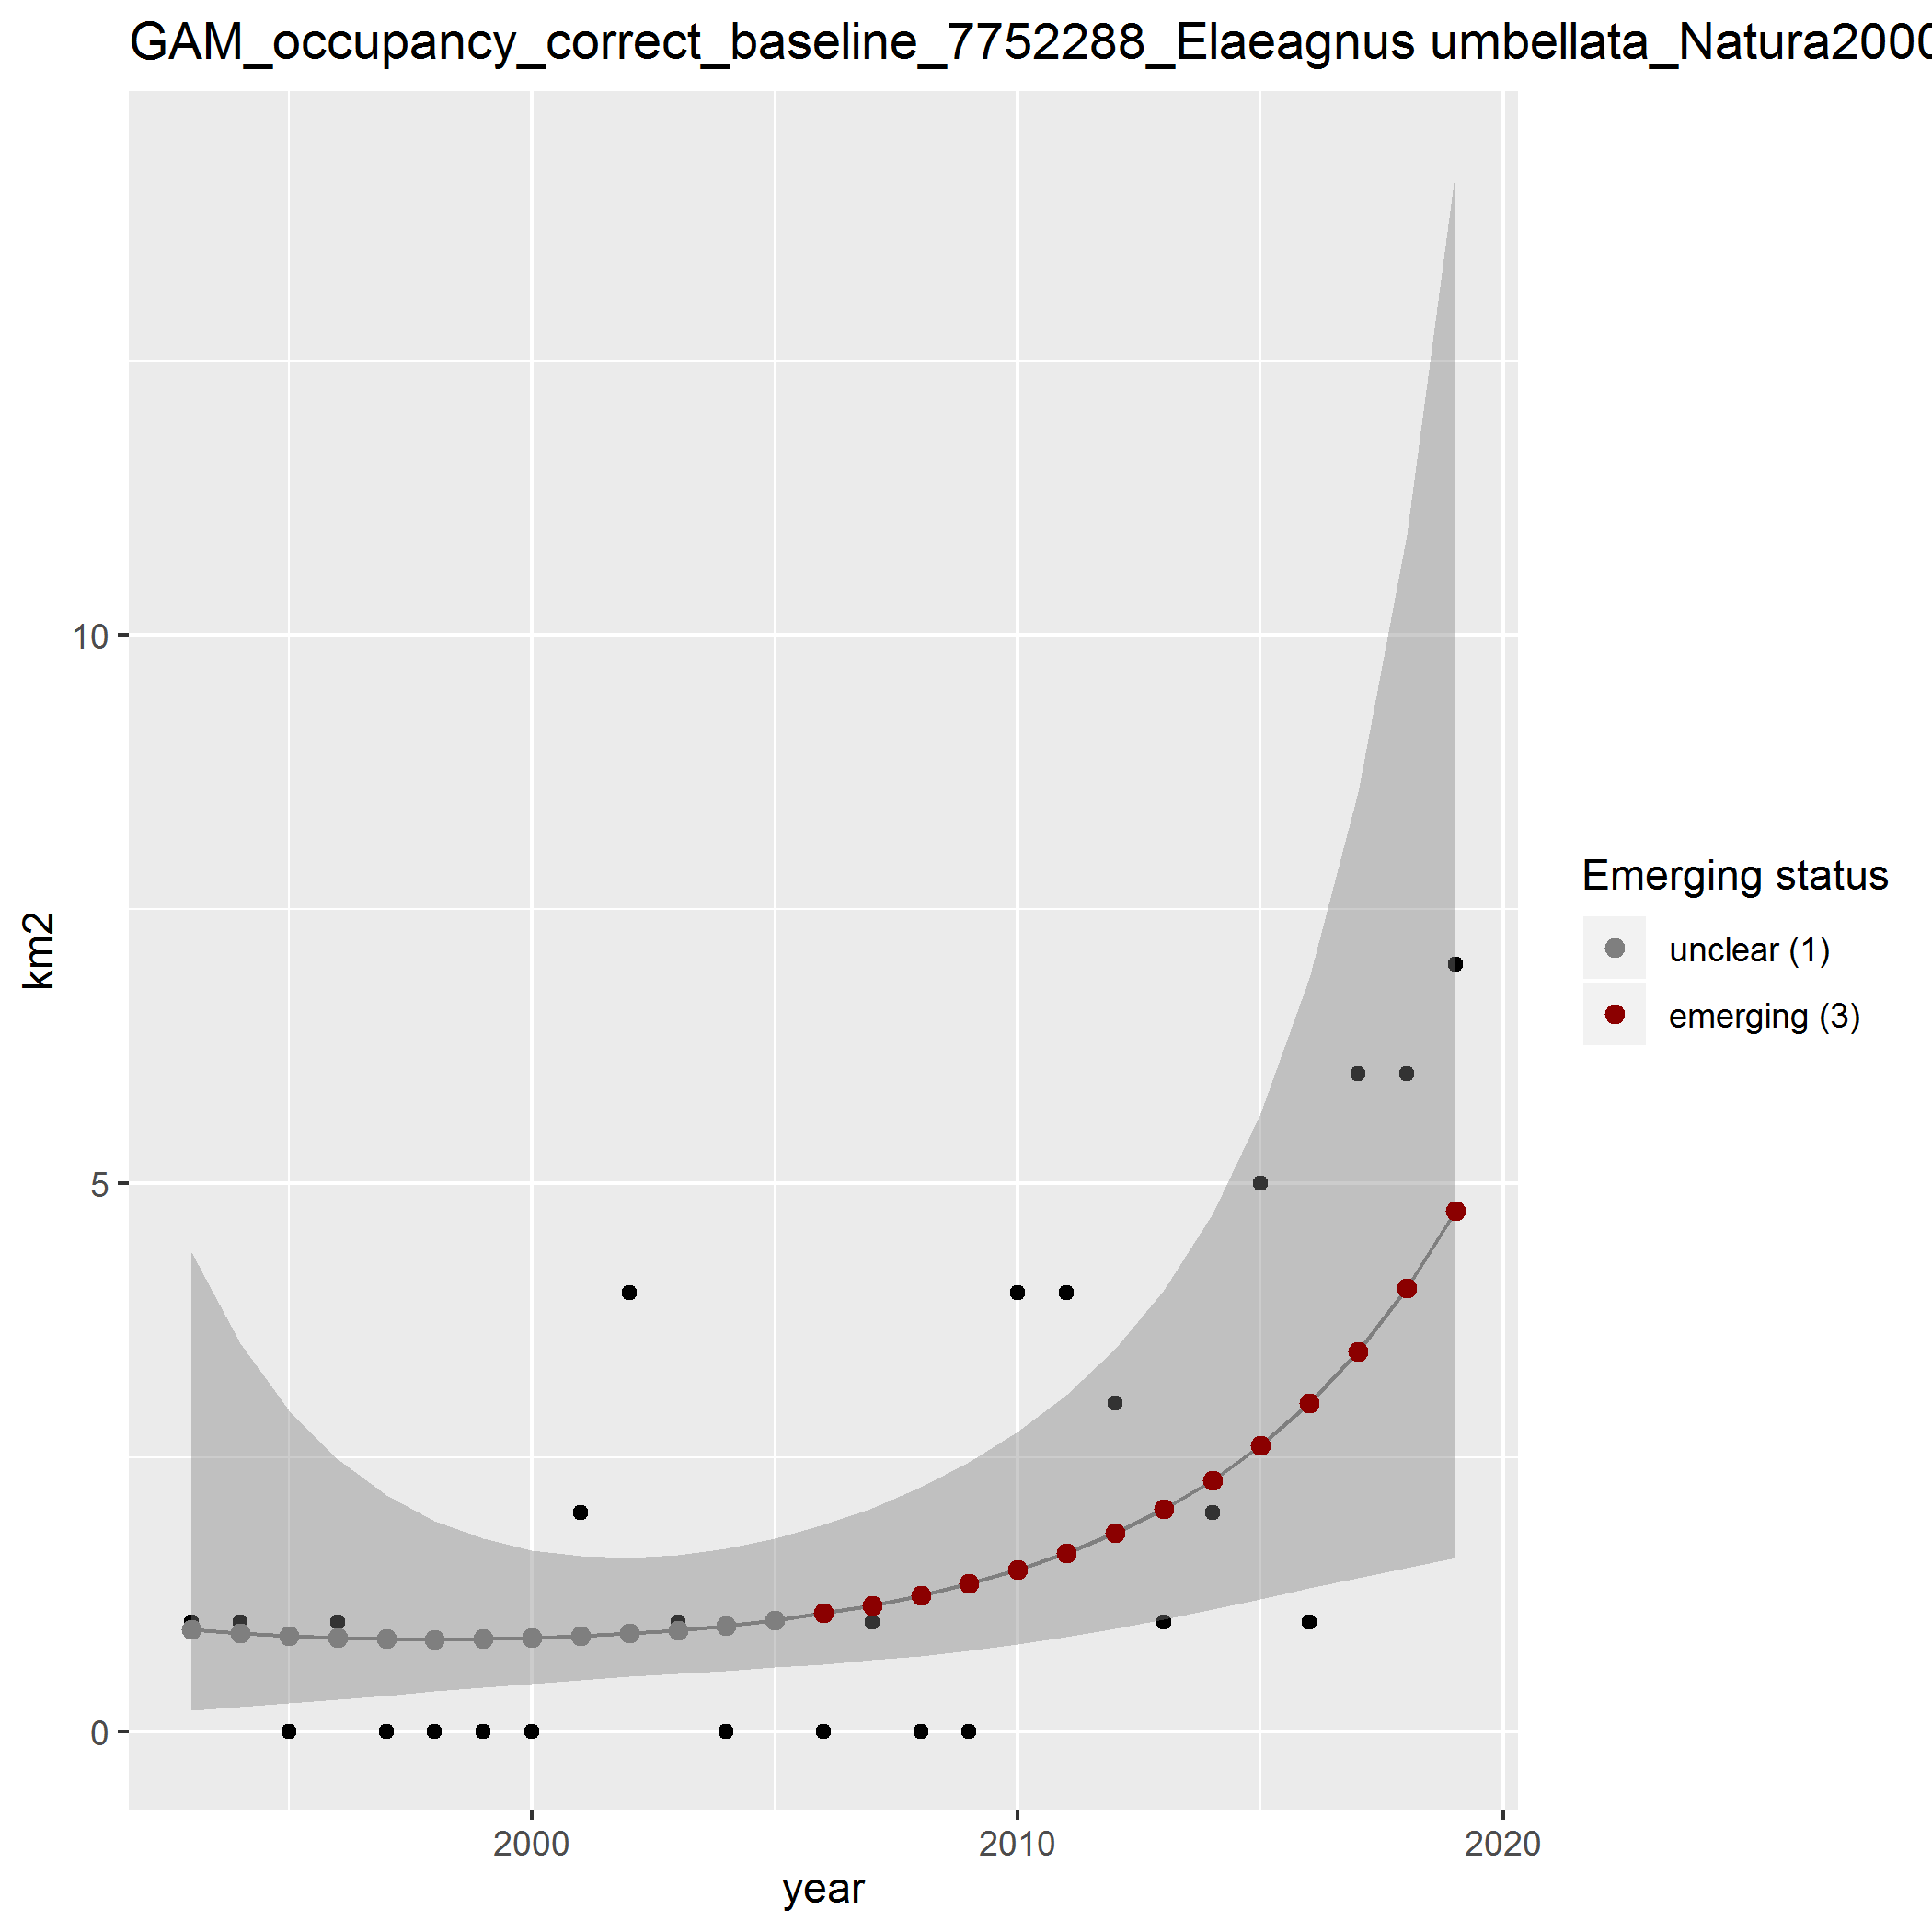 GAM_occupancy_correct_baseline_7752288_Elaeagnus umbellata_Natura2000
10
5
0
km2
2000
2010
2020
year
Emerging status
unclear (1)
emerging (3)